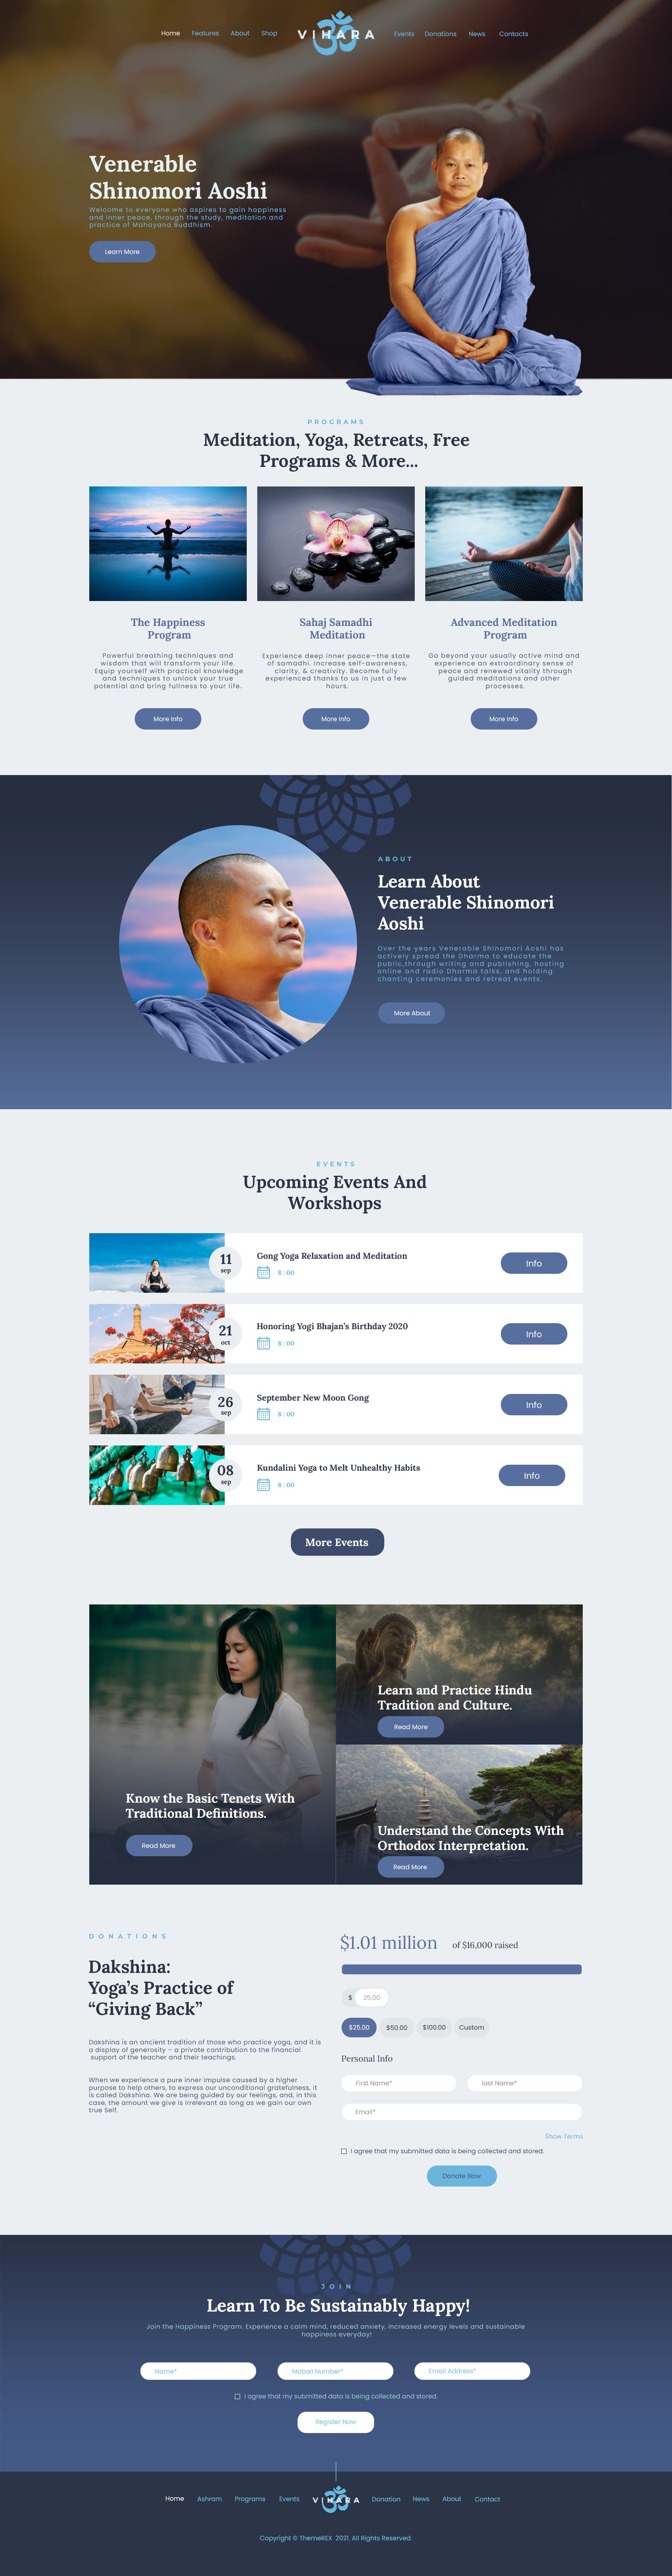 Home Features About Shop VIHARA Events Donations News Contacts
Venerable
Shinomori Aoshi
Welcome to everyone who aspires to gain happiness
and inner peace, through the study, meditation and
practice of Mahayana Buddhism.
Learn More
PROGRAMS
Meditation, Yoga, Retreats, Free
Programs & More...
The Happiness
Program
Powerful breathing techniques and
wisdom that will transform your life.
Equip yourself with practical knowledge
and techniques to unlock your true
potential and bring fullness to your life.
More Info
Sahaj Samadhi
Meditation
Experience deep inner peace—the state
of samadhi. Increase self-awareness,
clarity, & creativity. Become fully
experienced thanks to us in just a few
hours.
More Info
Advanced Meditation
Program
Go beyond your usually active mind and
experience an extraordinary sense of
peace and renewed vitality through
guided meditations and other
processes.
More Info
ABOUT
Learn About
Venerable Shinomori
Aoshi
Over the years Venerable Shinomori Aoshi has
actively spread the Dharma to educate the
public,through writing and publishing, hosting
online and radio Dharma talks, and holding
chanting ceremonies and retreat events.
More About
EVENTS
Upcoming Events And
Workshops
11
sep
Gong Yoga Relaxation and Meditation
8 : 00
Info
21
oct
Honoring Yogi Bhajan's Birthday 2020
8 : 00
Info
26
sep
September New Moon Gong
8 : 00
Info
08
sep
Kundalini Yoga to Melt Unhealthy Habits
8 : 00
Info
More Events
Know the Basic Tenets With
Traditional Definitions.
Read More
Learn and Practice Hindu
Tradition and Culture.
Read More
Understand the Concepts With
Orthodox Interpretation.
Read More
DONATIONS
Dakshina:
Yoga's Practice of
“Giving Back”
Dakshina is an ancient tradition of those who practice yoga, and it is
a display of generosity – a private contribution to the financial
support of the teacher and their teachings.
When we experience a pure inner impulse caused by a higher
purpose to help others, to express our unconditional gratefulness, it
is called Dakshina. We are being guided by our feelings, and, in this
case, the amount we give is irrelevant as long as we gain our own
true Self.
$1.01 million of $16,000 raised
$ 25.00
$25.00 $50.00 $100.00 Custom
Personal Info
First Name* last Name*
Email*
Show Terms
I agree that my submitted data is being collected and stored.
Donate Now
JOIN
Learn To Be Sustainably Happy!
Join the Happiness Program. Experience a calm mind, reduced anxiety, increased energy levels and sustainable
happiness everyday!
Name* Mobail Number* Email Address*
I agree that my submitted data is being collected and stored.
Register Now
Home Ashram Programs Events VIHARA Donation News About Contact
Copyright © ThemeREX 2021. All Rights Reserved.